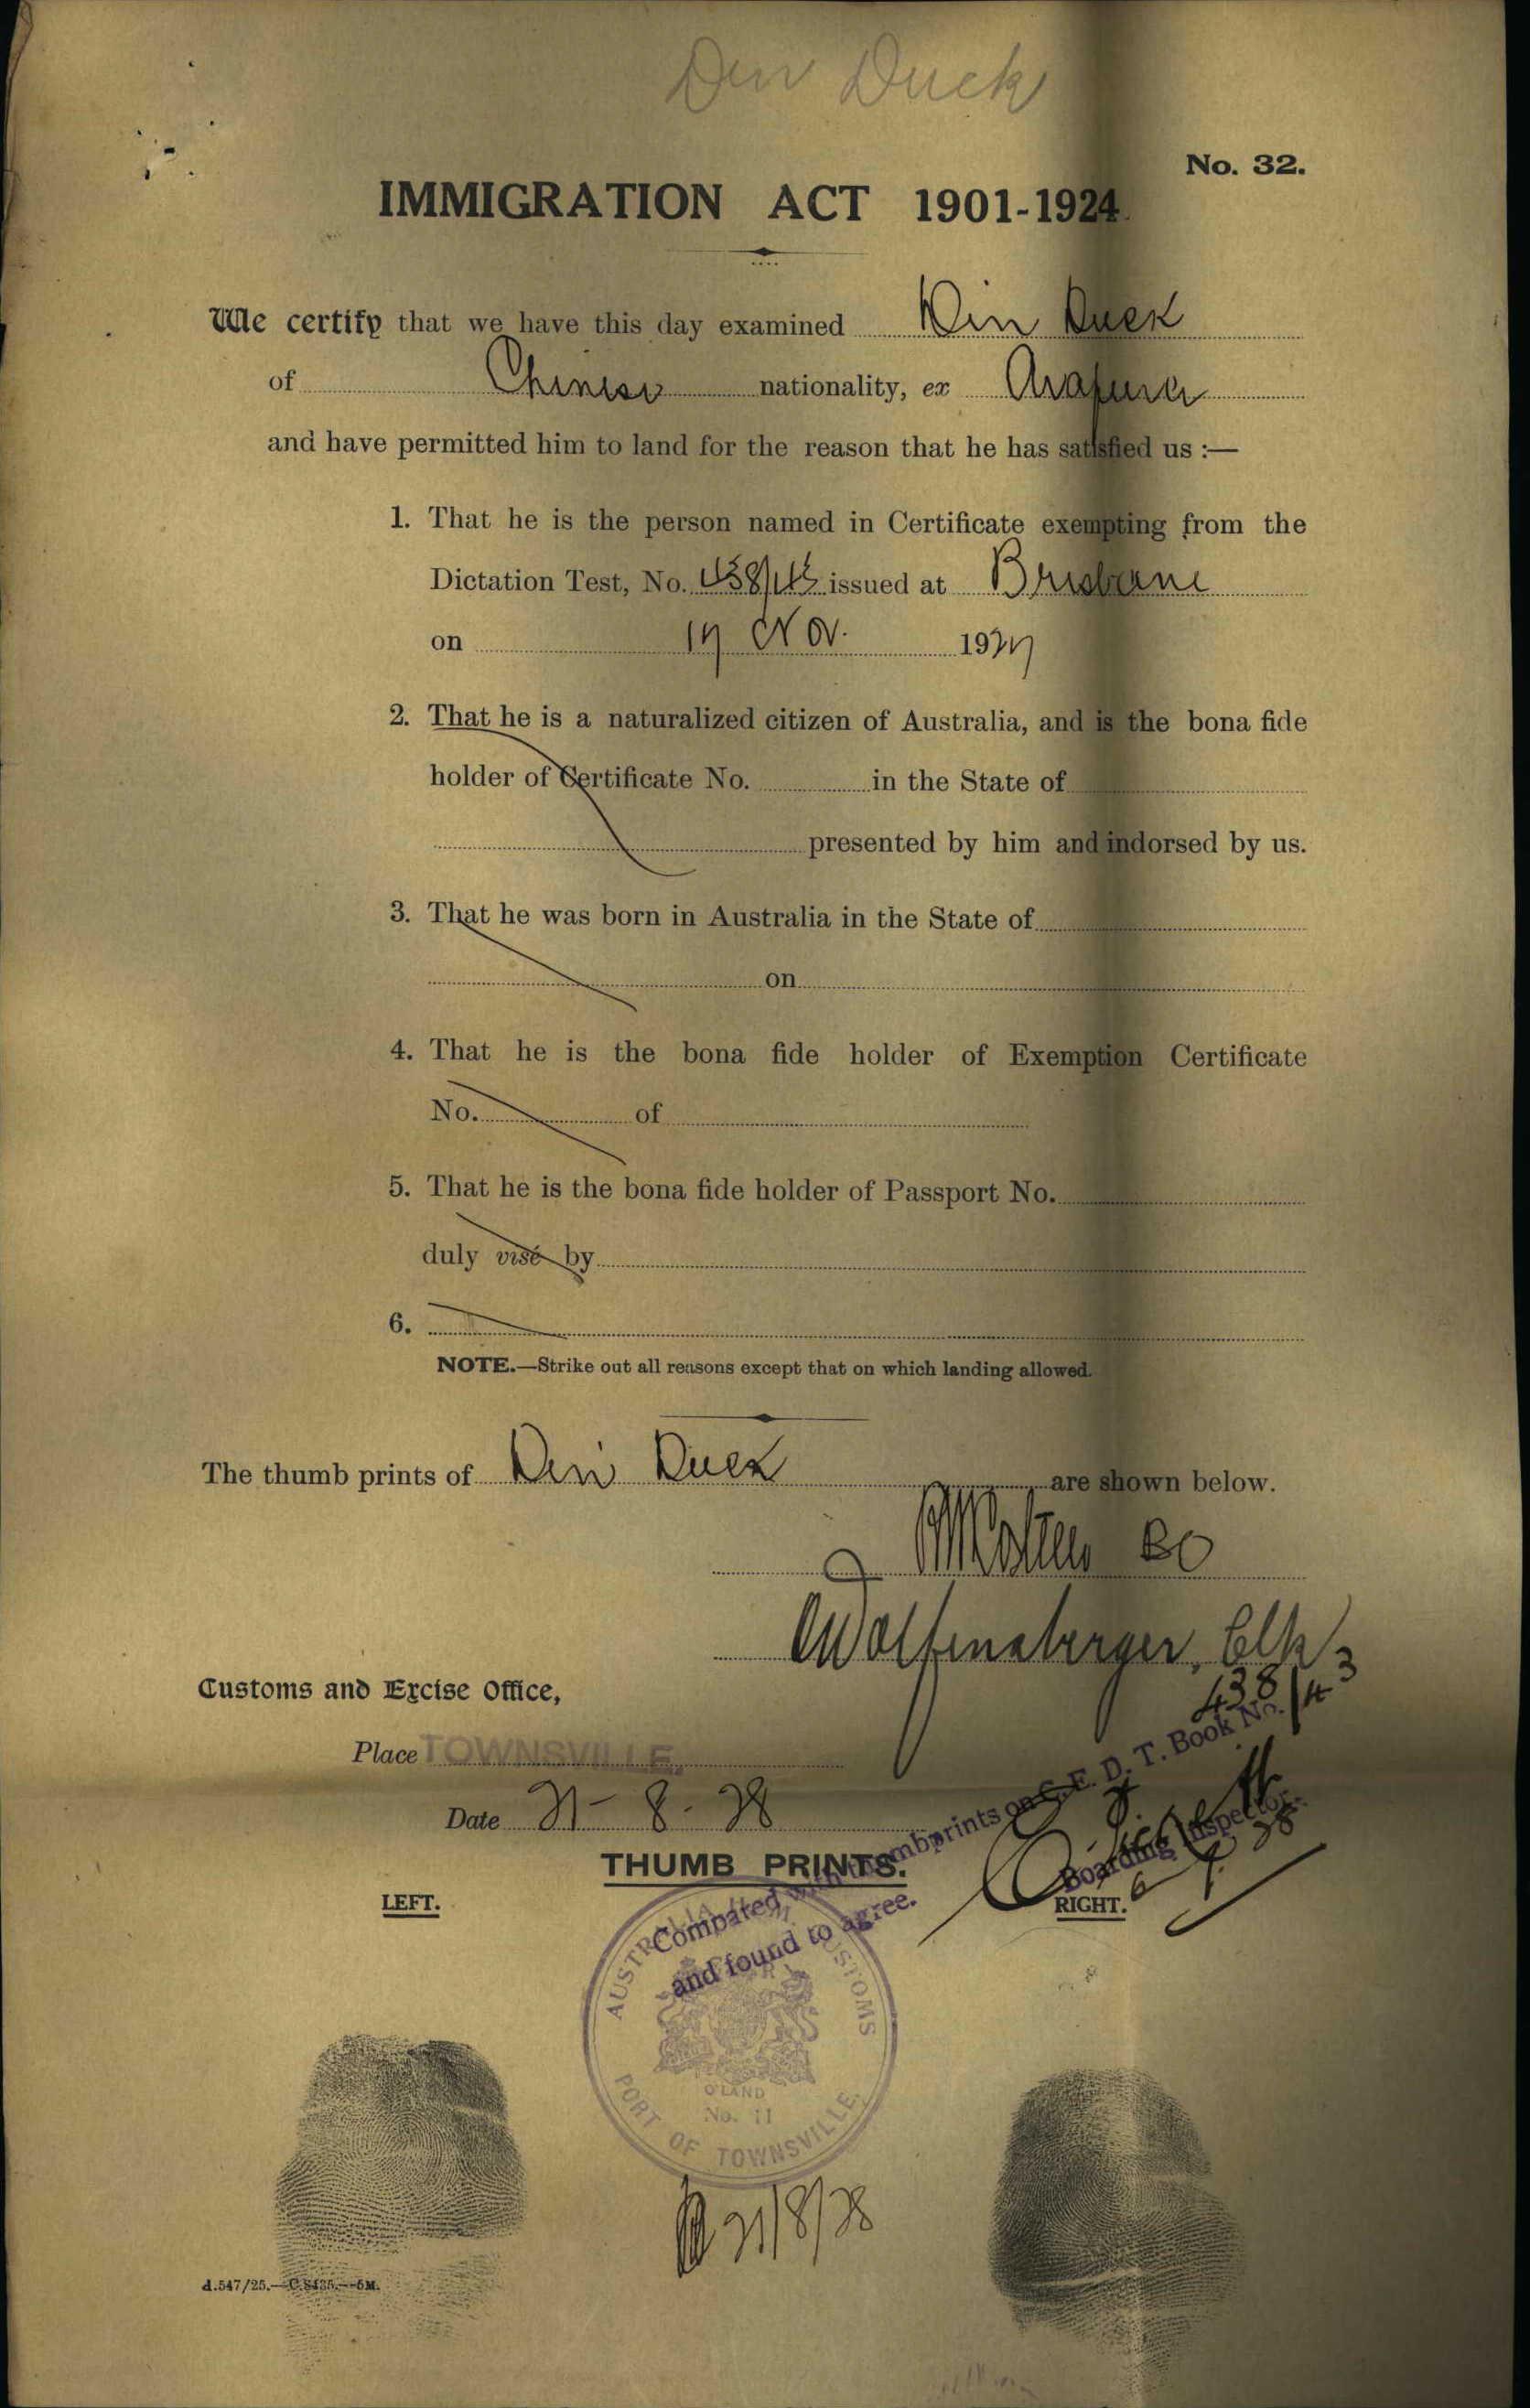 Din Duck
No. 32.
IMMIGRATION ACT 1901-1924.
We certify that we have this day examined Din Duck
of Chinese nationality, ex Arafura
and have permitted him to land for the reason that he has satisfied us :—
1. That he is the person named in Certificate exempting from the
Dictation Test, No. 438/43 issued at Brisbane
on 17 Nov. 1927
2. That he is a naturalized citizen of Australia, and is the bona fide
holder of Certificate No. in the State of
presented by him and indorsed by us.
3. That he was born in Australia in the State of
on
4. That he is the bona fide holder of Exemption Certificate
No. of
5. That he is the bona fide holder of Passport No.
duly visé by
6.
NOTE.—Strike out all reasons except that on which landing allowed.
The thumb prints of Din Duck are shown below.
BO
Wolfensberger, Clk
Customs and Excise Office,
438/43
Place TOWNSVILLE.
Date 21-8-28
Compared with thumbprints on C. E. D. T. Book No.
and found to agree.
Boarding Inspector.
THUMB PRINTS.
LEFT.
RIGHT.
AUSTRALIA CUSTOMS
Q'LAND
No. 11
PORT OF TOWNSVILLE
21/8/28
d.547/25.—C.8435.—5M.